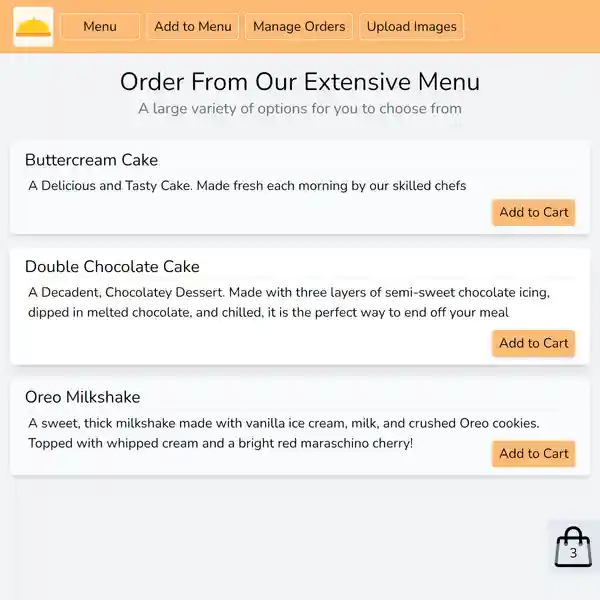 Menu
Add to Menu
Manage Orders
Upload Images
Order From Our Extensive Menu
A large variety of options for you to choose from
Buttercream Cake
A Delicious and Tasty Cake. Made fresh each morning by our skilled chefs
Add to Cart
Double Chocolate Cake
A Decadent, Chocolatey Dessert. Made with three layers of semi-sweet chocolate icing,
dipped in melted chocolate, and chilled, it is the perfect way to end off your meal
Add to Cart
Oreo Milkshake
A sweet, thick milkshake made with vanilla ice cream, milk, and crushed Oreo cookies.
Topped with whipped cream and a bright red maraschino cherry!
Add to Cart
3